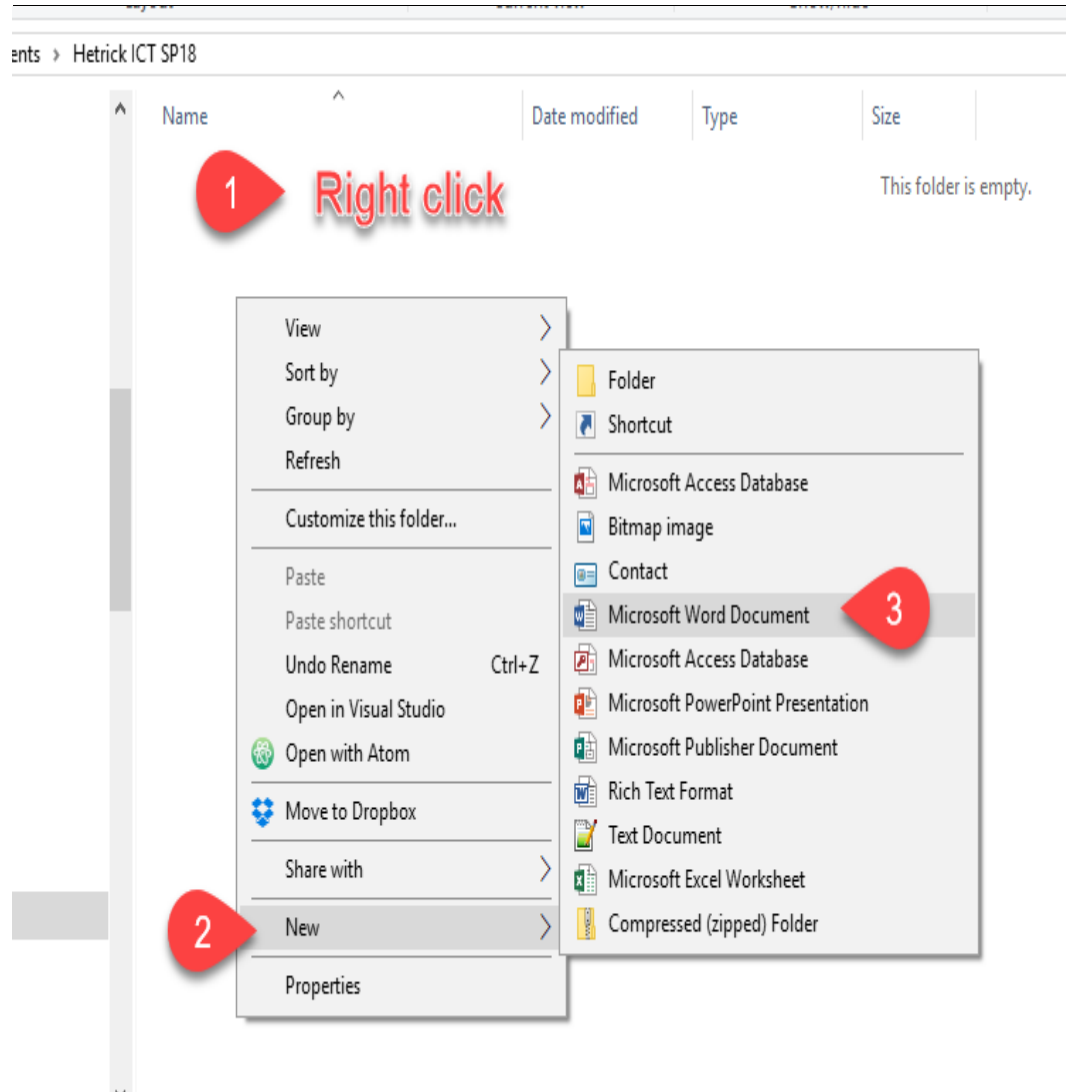 ents › Hetrick ICT SP18
Name Date modified Type Size
This folder is empty.
1 Right click
View
Sort by
Group by
Refresh
Customize this folder...
Paste
Paste shortcut
Undo Rename Ctrl+Z
Open in Visual Studio
Open with Atom
Move to Dropbox
Share with
2 New
Properties
Folder
Shortcut
Microsoft Access Database
Bitmap image
Contact
Microsoft Word Document 3
Microsoft Access Database
Microsoft PowerPoint Presentation
Microsoft Publisher Document
Rich Text Format
Text Document
Microsoft Excel Worksheet
Compressed (zipped) Folder